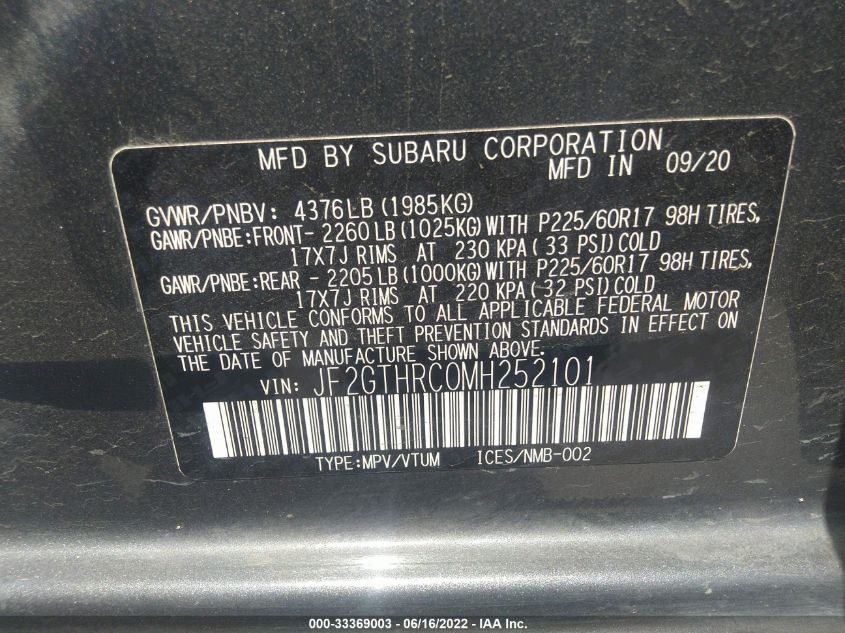 MFD BY SUBARU CORPORATION
MFD IN 09/20
GVWR/PNBV: 4376LB(1985KG)
GAWR/PNBE:FRONT- 2260LB(1025KG)WITH P225/60R17 98H TIRES,
17X7J RIMS AT 230 KPA( 33 PSI)COLD
GAWR/PNBE:REAR - 2205LB(1000KG)WITH P225/60R17 98H TIRES,
17X7J RIMS AT 220 KPA( 32 PSI)COLD
THIS VEHICLE CONFORMS TO ALL APPLICABLE FEDERAL MOTOR
VEHICLE SAFETY AND THEFT PREVENTION STANDARDS IN EFFECT ON
THE DATE OF MANUFACTURE SHOWN ABOVE.
VIN: JF2GTHRC0MH252101
TYPE:MPV/VTUM ICES/NMB-002
000-33369003 - 06/16/2022 - IAA Inc.